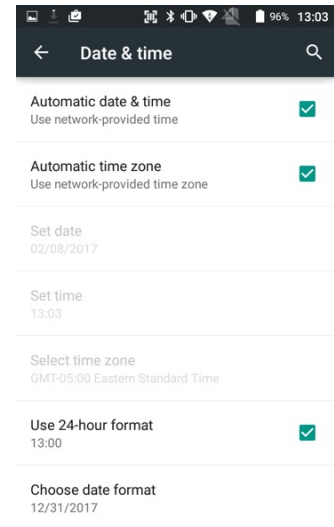 96% 13:03
Date & time
Automatic date & time
Use network-provided time
Automatic time zone
Use network-provided time zone
Set date
02/08/2017
Set time
13:03
Select time zone
GMT-05:00 Eastern Standard Time
Use 24-hour format
13:00
Choose date format
12/31/2017